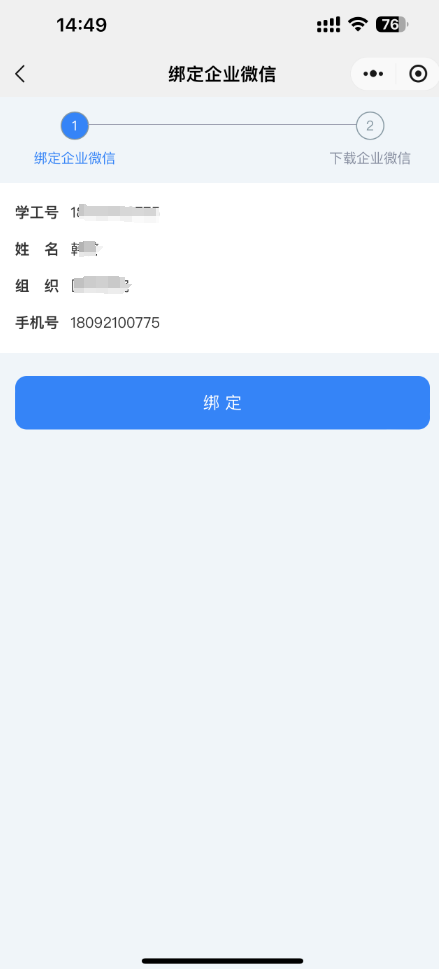 14:49
76
绑定企业微信
1
2
绑定企业微信
下载企业微信
学工号
姓 名
组 织
手机号 18092100775
绑 定